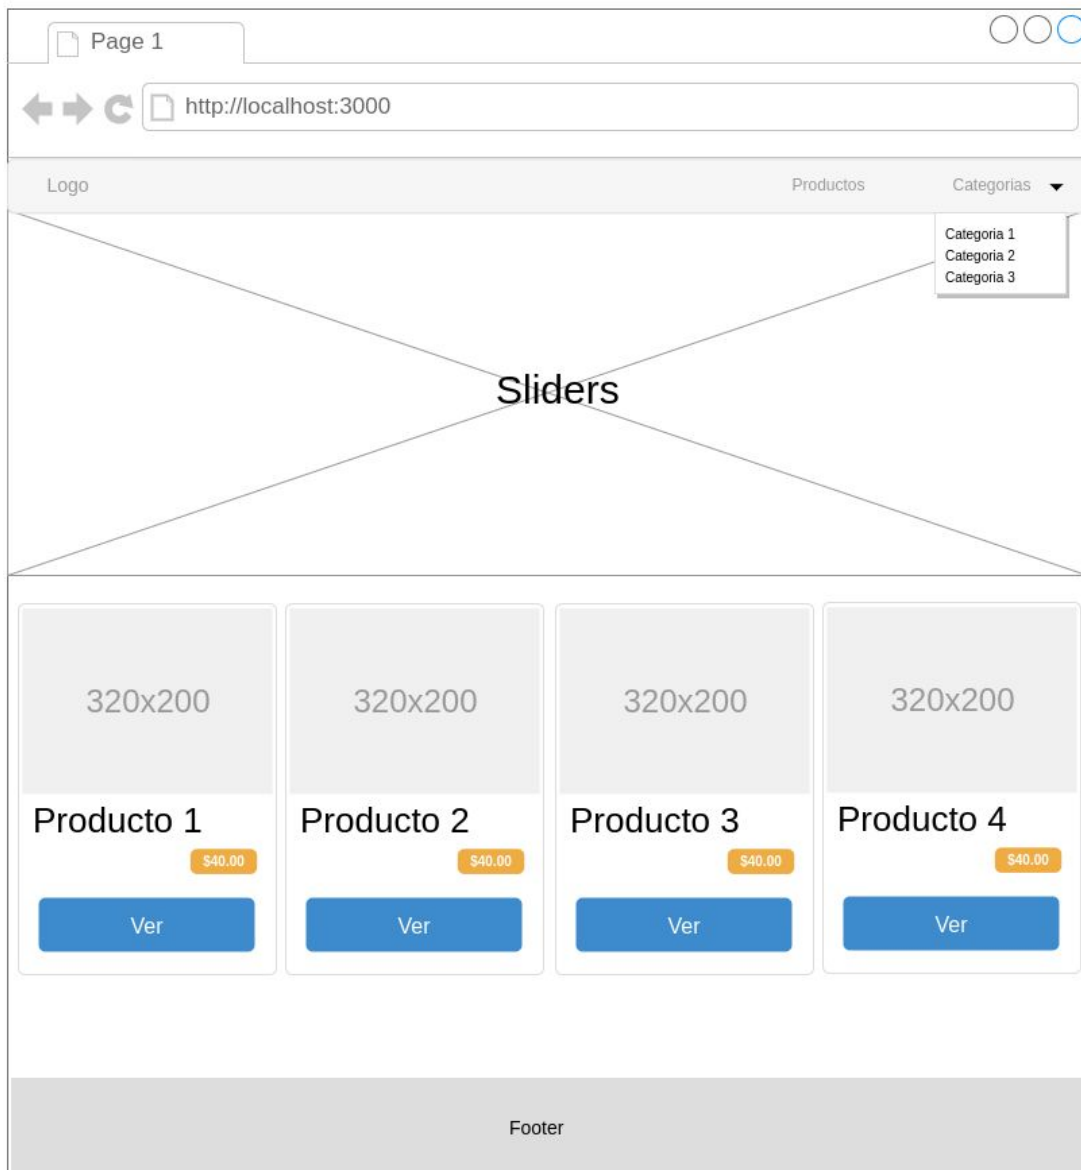 Page 1
http://localhost:3000
Logo
Productos
Categorias
Categoria 1
Categoria 2
Categoria 3
Sliders
320x200
320x200
320x200
320x200
Producto 1
Producto 2
Producto 3
Producto 4
$40.00
$40.00
$40.00
$40.00
Ver
Ver
Ver
Ver
Footer